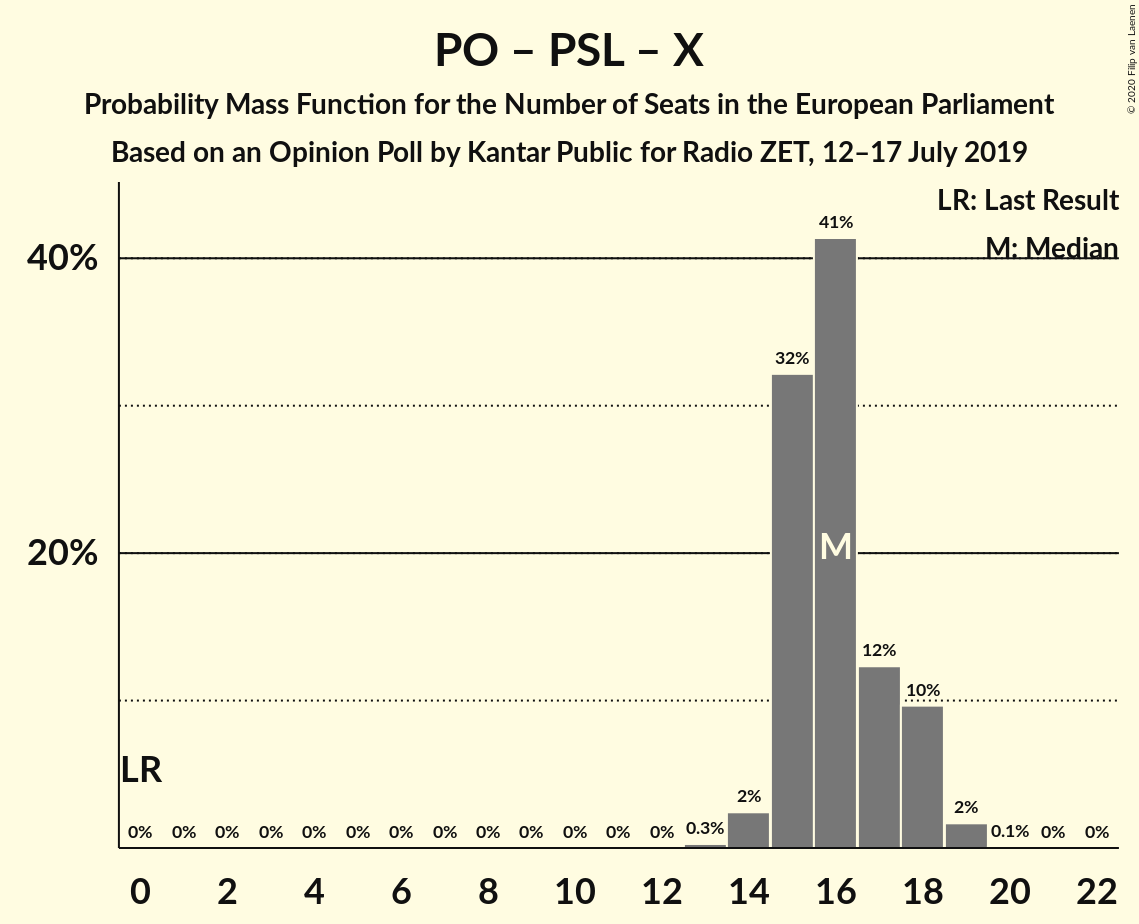 PO – PSL – X
Probability Mass Function for the Number of Seats in the European Parliament
Based on an Opinion Poll by Kantar Public for Radio ZET, 12–17 July 2019
© 2020 Filip van Laenen
LR: Last Result
M: Median
41%
40%
32%
20%
M
12%
10%
LR
2%
2%
0% 0% 0% 0% 0% 0% 0% 0% 0% 0% 0% 0% 0% 0.3% 0.1% 0% 0%
0 2 4 6 8 10 12 14 16 18 20 22